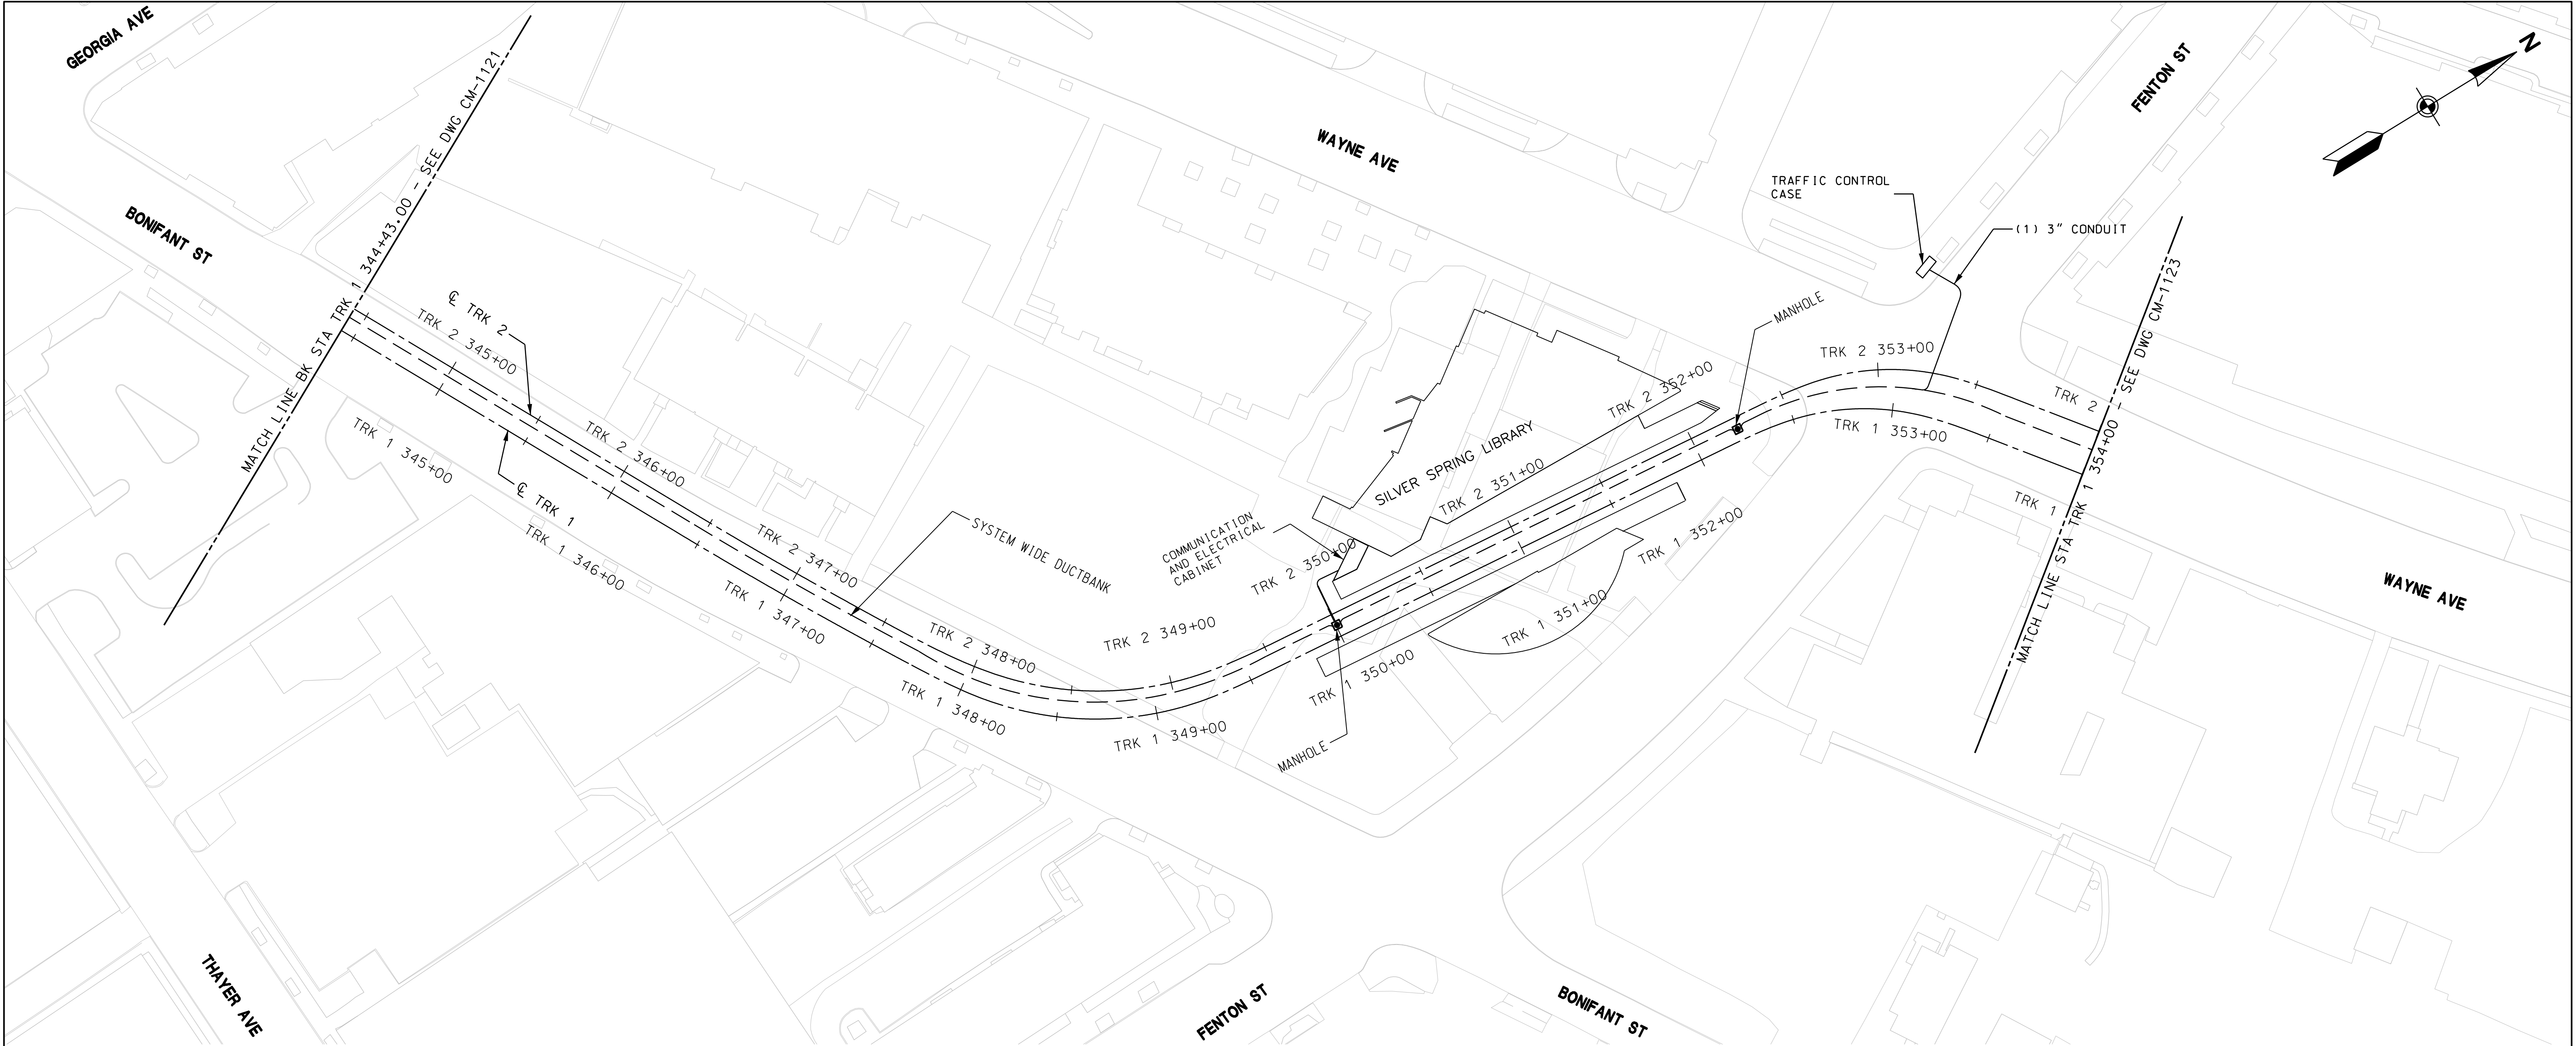 GEORGIA AVE
BONIFANT ST
MATCH LINE BK STA TRK 1 344+43.00 - SEE DWG CM-1121
℄ TRK 2
TRK 2 345+00
TRK 1 345+00
℄ TRK 1
TRK 2 346+00
TRK 1 346+00
TRK 2 347+00
TRK 1 347+00
SYSTEM WIDE DUCTBANK
TRK 2 348+00
TRK 1 348+00
TRK 2 349+00
TRK 1 349+00
COMMUNICATION
AND ELECTRICAL
CABINET
TRK 2 350+00
TRK 1 350+00
MANHOLE
SILVER SPRING LIBRARY
TRK 2 351+00
TRK 1 351+00
TRK 2 352+00
TRK 1 352+00
MANHOLE
WAYNE AVE
TRAFFIC CONTROL
CASE
(1) 3" CONDUIT
FENTON ST
N
TRK 2 353+00
TRK 1 353+00
TRK 2
TRK 1
MATCH LINE STA TRK 1 354+00 - SEE DWG CM-1123
WAYNE AVE
THAYER AVE
FENTON ST
BONIFANT ST